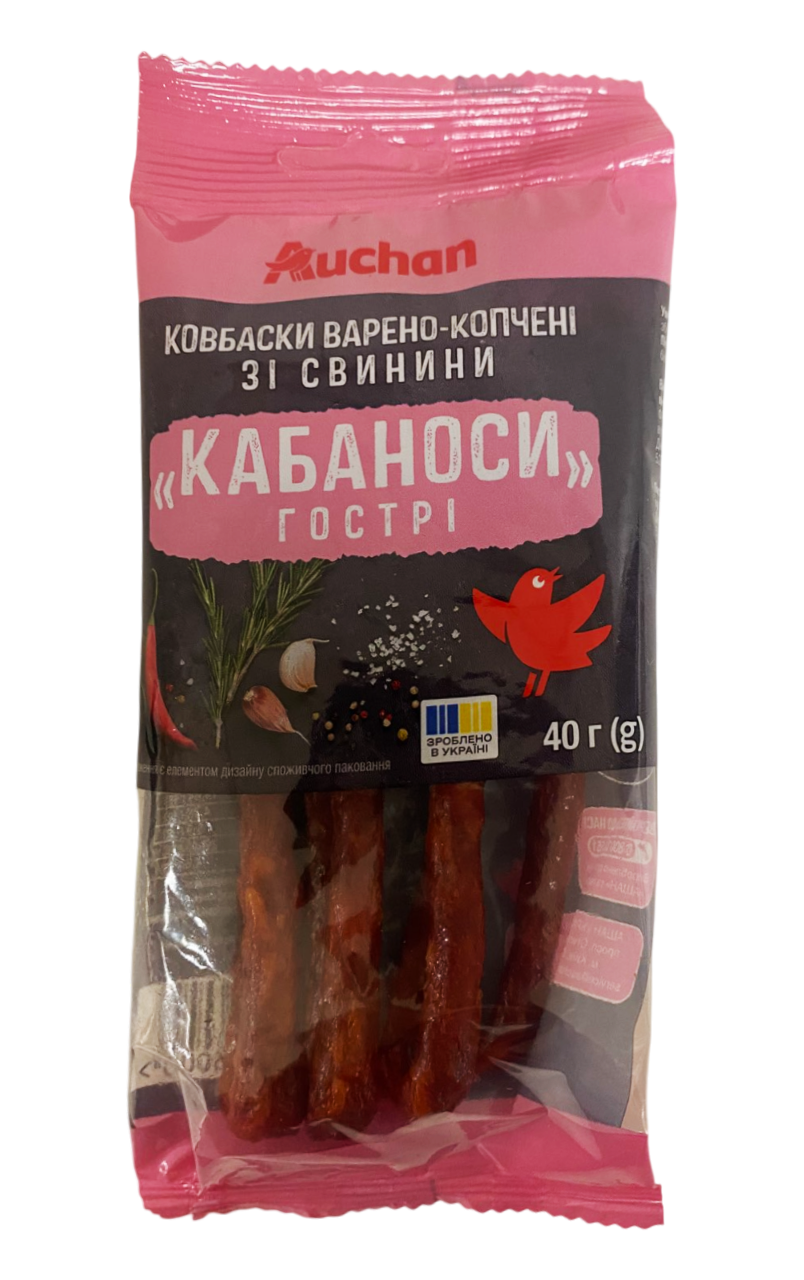 Auchan
КОВБАСКИ ВАРЕНО-КОПЧЕНІ
ЗІ СВИНИНИ
«КАБАНОСИ»
ГОСТРІ
ЗРОБЛЕНО
В УКРАЇНІ
40 г (g)
є елементом дизайну споживчого паковання